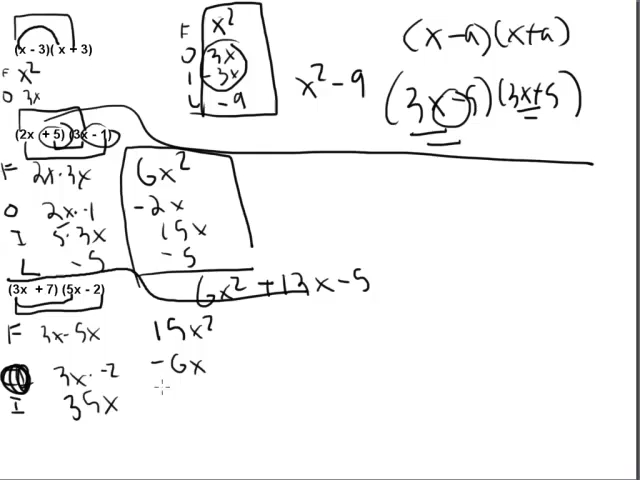 (x - 3)( x + 3)
F x²
O 3x
F x²
O 3x
I -3x
L -9
x² - 9
(x - a)(x + a)
(3x - 5)(3x + 5)
(2x + 5) (3x - 1)
F 2x·3x 6x²
O 2x·-1 -2x
I 5·3x 15x
L -5 -5
6x² + 13x - 5
(3x + 7) (5x - 2)
F 3x·5x 15x²
3x·-2 -6x
I 35x